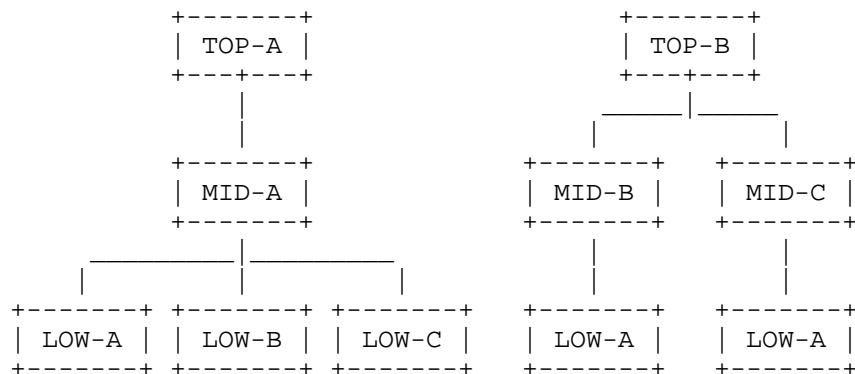 TOP-A TOP-B
MID-A MID-B MID-C
LOW-A LOW-B LOW-C LOW-A LOW-A